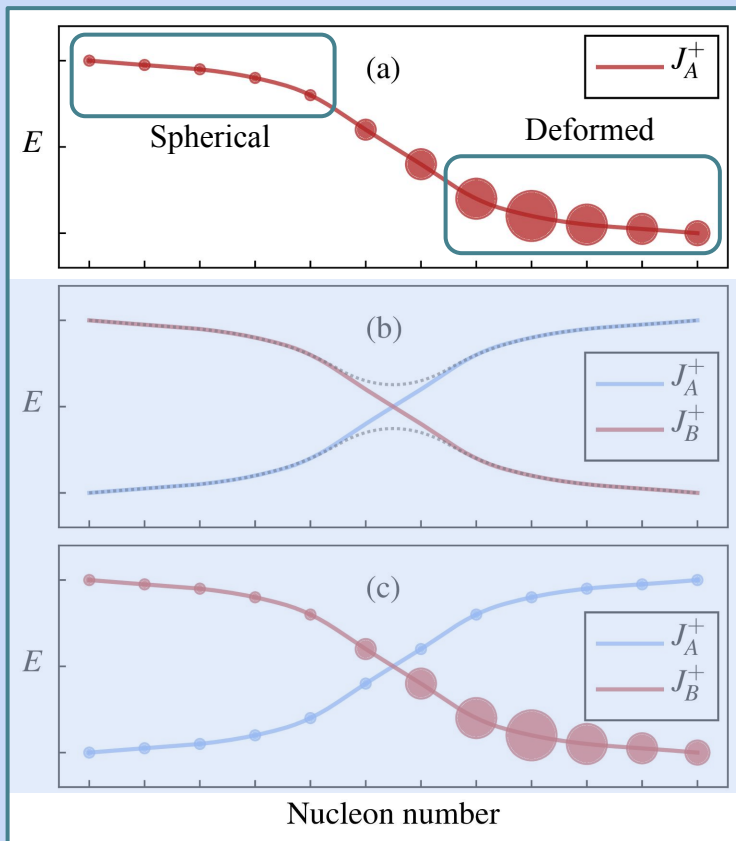 (a)
J_A^+
Spherical
Deformed
E
(b)
J_A^+
J_B^+
E
(c)
J_A^+
J_B^+
E
Nucleon number